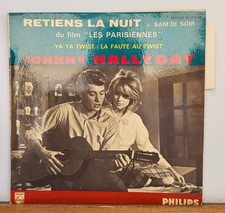 RETIENS LA NUIT - SAM'DI SOIR
du film "LES PARISIENNES"
YA YA TWIST - LA FAUTE AU TWIST
JOHNNY HALLYDAY
PHILIPS